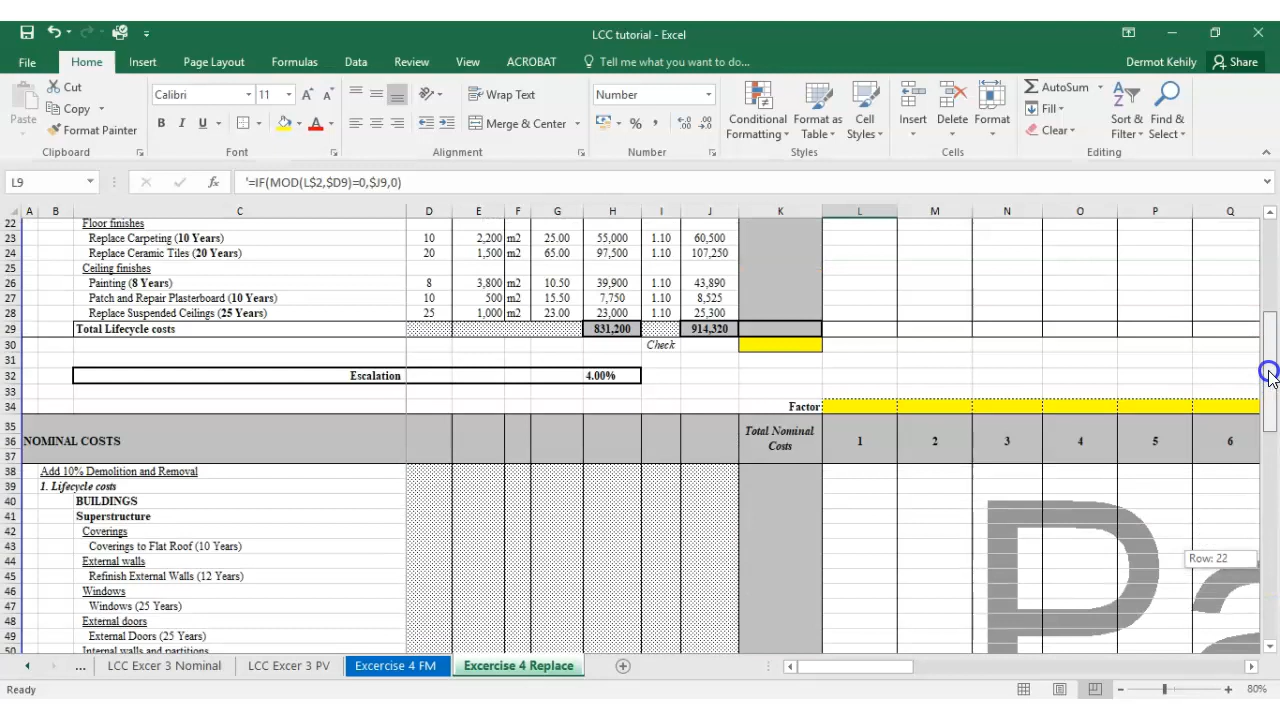 LCC tutorial - Excel
File Home Insert Page Layout Formulas Data Review View ACROBAT Tell me what you want to do... Dermot Kehily Share
Cut
Copy
Format Painter
Paste
Calibri 11
B I U
Wrap Text
Merge & Center
Number
Conditional Formatting
Format as Table
Cell Styles
Insert Delete Format
AutoSum
Fill
Clear
Sort & Filter
Find & Select
Clipboard Font Alignment Number Styles Cells Editing
L9 fx '=IF(MOD(L$2,$D9)=0,$J9,0)
A B C D E F G H I J K L M N O P Q
22 Floor finishes
23 Replace Carpeting (10 Years) 10 2,200 m2 25.00 55,000 1.10 60,500
24 Replace Ceramic Tiles (20 Years) 20 1,500 m2 65.00 97,500 1.10 107,250
25 Ceiling finishes
26 Painting (8 Years) 8 3,800 m2 10.50 39,900 1.10 43,890
27 Patch and Repair Plasterboard (10 Years) 10 500 m2 15.50 7,750 1.10 8,525
28 Replace Suspended Ceilings (25 Years) 25 1,000 m2 23.00 23,000 1.10 25,300
29 Total Lifecycle costs 831,200 914,320
30 Check
31
32 Escalation 4.00%
33
34 Factor
35
36 NOMINAL COSTS Total Nominal Costs 1 2 3 4 5 6
37
38 Add 10% Demolition and Removal
39 1. Lifecycle costs
40 BUILDINGS
41 Superstructure
42 Coverings
43 Coverings to Flat Roof (10 Years)
44 External walls
45 Refinish External Walls (12 Years)
46 Windows
47 Windows (25 Years)
48 External doors
49 External Doors (25 Years)
50 Internal walls and partitions
Row: 22
... LCC Excer 3 Nominal LCC Excer 3 PV Excercise 4 FM Excercise 4 Replace
Ready 80%